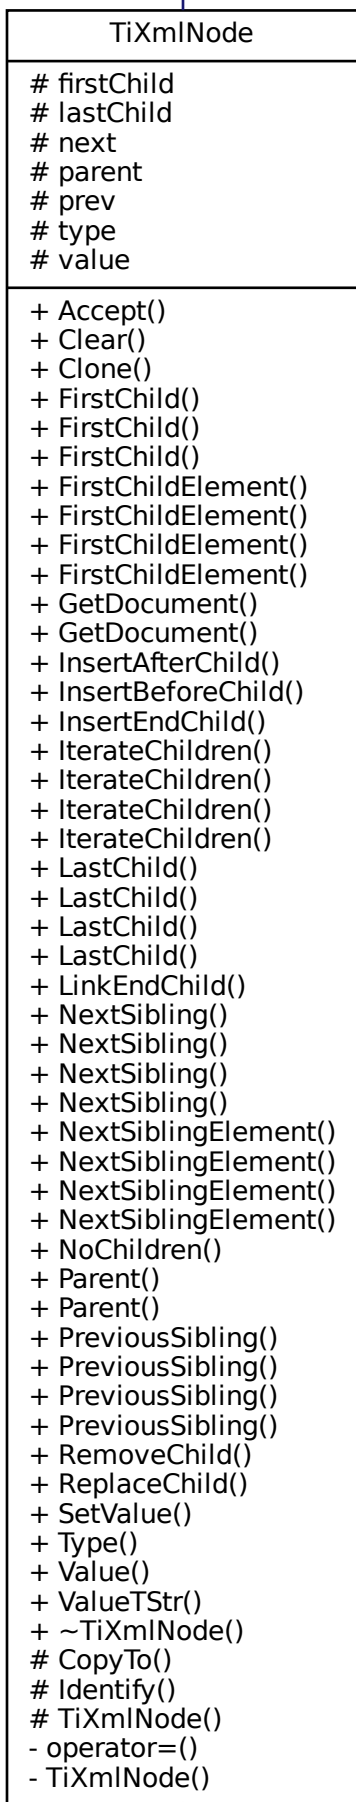 TiXmlNode
# firstChild
# lastChild
# next
# parent
# prev
# type
# value
+ Accept()
+ Clear()
+ Clone()
+ FirstChild()
+ FirstChild()
+ FirstChild()
+ FirstChildElement()
+ FirstChildElement()
+ FirstChildElement()
+ FirstChildElement()
+ GetDocument()
+ GetDocument()
+ InsertAfterChild()
+ InsertBeforeChild()
+ InsertEndChild()
+ IterateChildren()
+ IterateChildren()
+ IterateChildren()
+ IterateChildren()
+ LastChild()
+ LastChild()
+ LastChild()
+ LastChild()
+ LinkEndChild()
+ NextSibling()
+ NextSibling()
+ NextSibling()
+ NextSibling()
+ NextSiblingElement()
+ NextSiblingElement()
+ NextSiblingElement()
+ NextSiblingElement()
+ NoChildren()
+ Parent()
+ Parent()
+ PreviousSibling()
+ PreviousSibling()
+ PreviousSibling()
+ PreviousSibling()
+ RemoveChild()
+ ReplaceChild()
+ SetValue()
+ Type()
+ Value()
+ ValueTStr()
+ ~TiXmlNode()
# CopyTo()
# Identify()
# TiXmlNode()
- operator=()
- TiXmlNode()